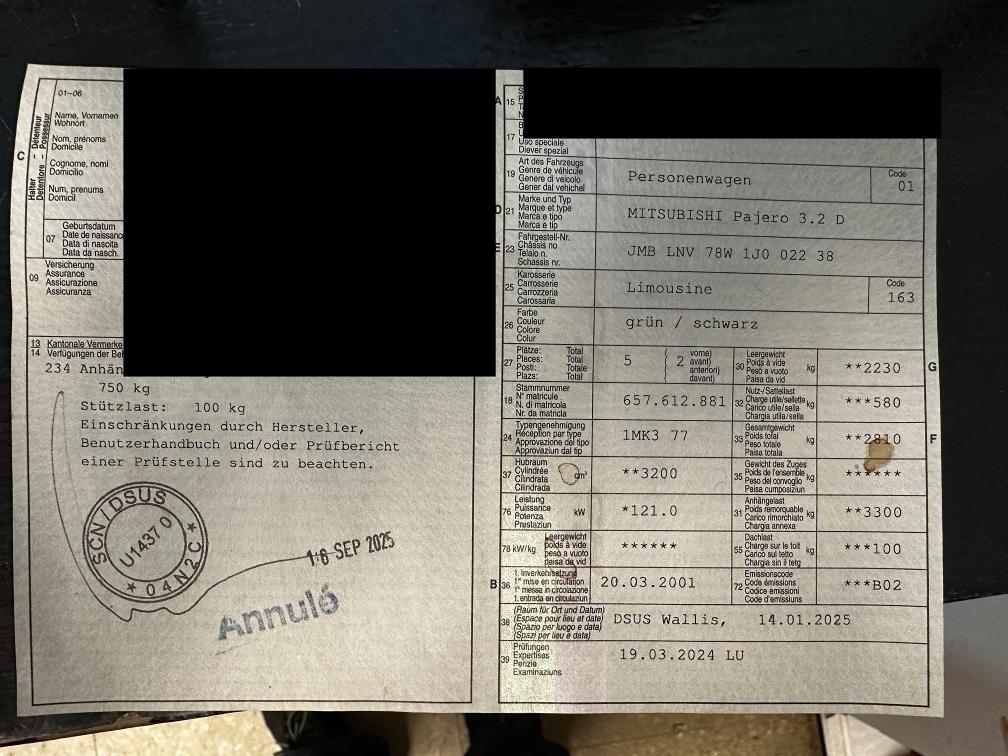 01-06
Halter Détenteur
Detentore Possessur
C
Name, Vornamen
Wohnort
Nom, prénoms
Domicile
Cognome, nomi
Domicilio
Num, prenums
Domicil
07
Geburtsdatum
Date de naissanc
Data di nascita
Data da nasch.
09
Versicherung
Assurance
Assicurazione
Assicuranza
13 Kantonale Vermerke
14 Verfügungen der Be
234 Anhän
750 kg
Stützlast: 100 kg
Einschränkungen durch Hersteller,
Benutzerhandbuch und/oder Prüfbericht
einer Prüfstelle sind zu beachten.
SCN/DSUS
U1437 0
* 04N2C *
16 SEP 2025
Annulé
A 15
17
Uso speciale
Diever spezial
19
Art des Fahrzeugs
Genre de véhicule
Genere di veicolo
Gener dal vehichel
Personenwagen
Code
01
D 21
Marke und Typ
Marque et type
Marca e tipo
Marca e tip
MITSUBISHI Pajero 3.2 D
E 23
Fahrgestell-Nr.
Châssis no
Telaio n.
Schassis nr.
JMB LNV 78W 1J0 022 38
25
Karosserie
Carrosserie
Carrozzeria
Carossaria
Limousine
Code
163
26
Farbe
Couleur
Colore
Colur
grün / schwarz
27
Plätze: Total
Places: Total
Posti: Totale
Plazs: Total
5 ( 2
vorne)
avant)
anteriori)
davant)
30
Leergewicht
Poids à vide
Peso a vuoto
Paisa da vid
kg
**2230
G
18
Stammnummer
N° matricule
N. di matricola
Nr. da matricla
657.612.881
32
Nutz-/Sattellast
Charge utile/sellette
Carico utile/sella
Chargia utila/sella
kg
***580
24
Typengenehmigung
Réception par type
Approvazione del tipo
Approvaziun dal tip
1MK3 77
33
Gesamtgewicht
Poids total
Peso totale
Paisa totala
kg
**2810
F
37
Hubraum
Cylindrée
Cilindrata
Cilindrada
cm³
**3200
35
Gewicht des Zuges
Poids de l'ensemble
Peso del convoglio
Paisa cumposiziun
kg
******
76
Leistung
Puissance
Potenza
Prestaziun
kW
*121.0
31
Anhängelast
Poids remorquable
Carico rimorchiato
Chargia annexa
kg
**3300
78 kW/kg
Leergewicht
poids à vide
peso a vuoto
paisa da vid
******
55
Dachlast
Charge sur le toit
Carico sul tetto
Chargia sin il tetg
kg
***100
B 36
1. Inverkehrsetzung
1re mise en circulation
1a messa in circolazione
1. entrada en circulaziun
20.03.2001
72
Emissionscode
Code émissions
Codice emissioni
Code d'emissiuns
***B02
38
(Raum für Ort und Datum)
(Espace pour lieu et date)
(Spazio per luogo e data)
(Spazi per lieu e data)
DSUS Wallis, 14.01.2025
39
Prüfungen
Expertises
Perizie
Examinaziuns
19.03.2024 LU